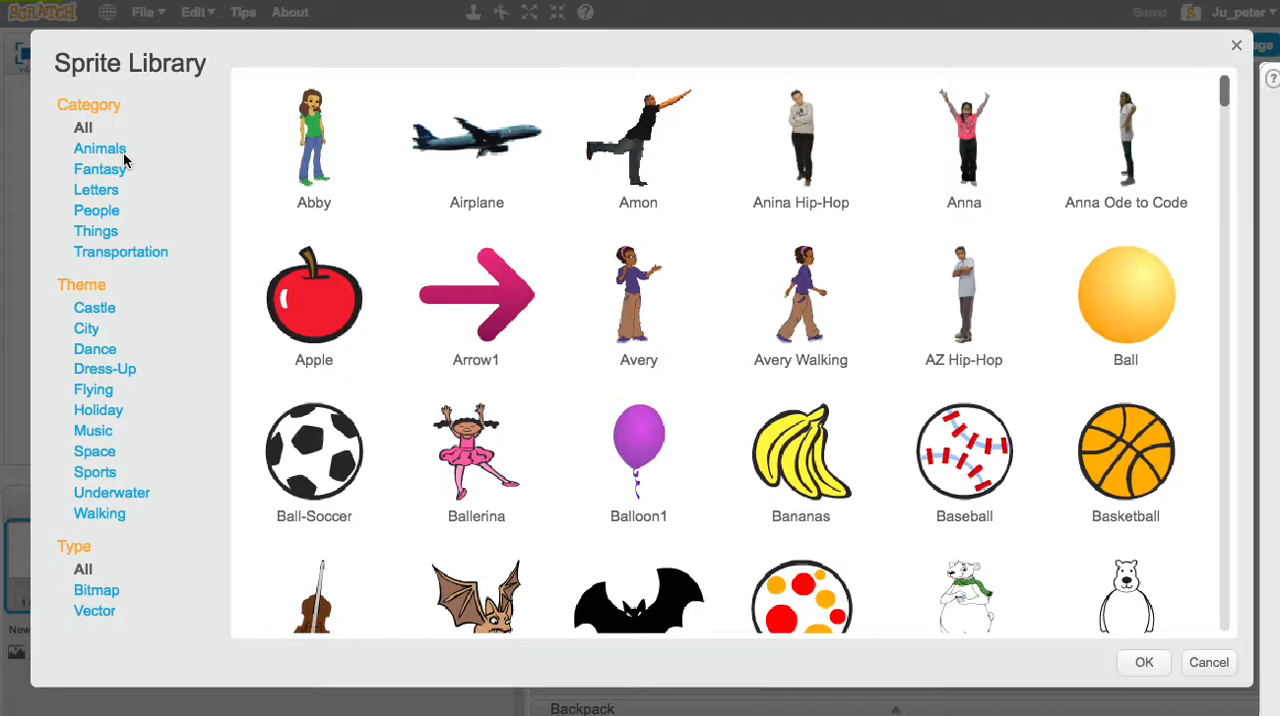 SCRATCH File Edit Tips About Saved Ju_peter
Sprite Library
Category
All
Animals
Fantasy
Letters
People
Things
Transportation
Theme
Castle
City
Dance
Dress-Up
Flying
Holiday
Music
Space
Sports
Underwater
Walking
Type
All
Bitmap
Vector
Abby Airplane Amon Anina Hip-Hop Anna Anna Ode to Code
Apple Arrow1 Avery Avery Walking AZ Hip-Hop Ball
Ball-Soccer Ballerina Balloon1 Bananas Baseball Basketball
OK Cancel
New
Backpack